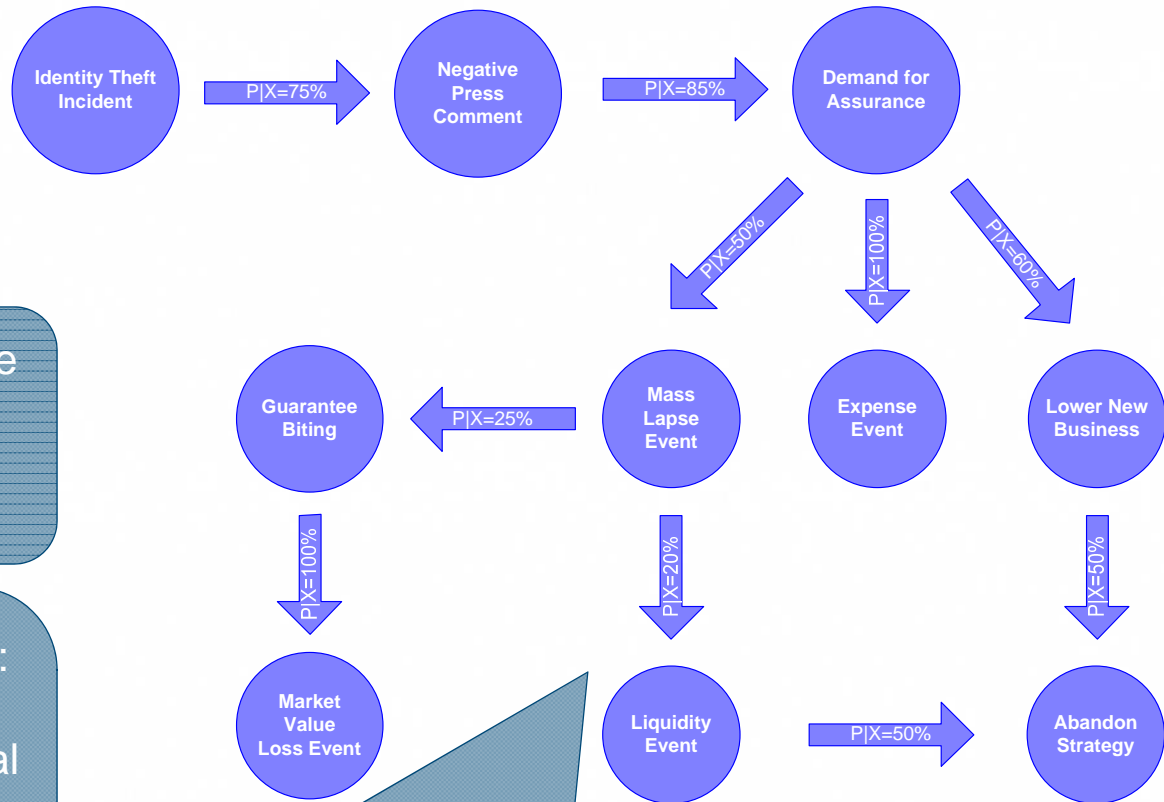 Identity Theft
Incident
P|X=75%
Negative
Press
Comment
P|X=85%
Demand for
Assurance
P|X=50%
P|X=100%
P|X=60%
e
Guarantee
Biting
P|X=25%
Mass
Lapse
Event
Expense
Event
Lower New
Business
P|X=100%
P|X=20%
P|X=50%
:
al
Market
Value
Loss Event
Liquidity
Event
P|X=50%
Abandon
Strategy